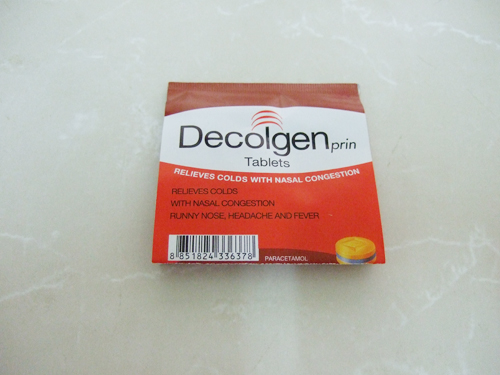 Decolgen prin
Tablets
RELIEVES COLDS WITH NASAL CONGESTION
RELIEVES COLDS
WITH NASAL CONGESTION
RUNNY NOSE, HEADACHE AND FEVER
8 851824 336378
PARACETAMOL